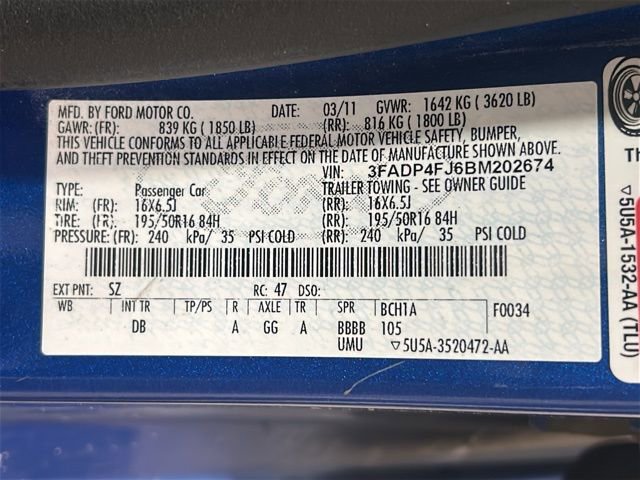 MFD. BY FORD MOTOR CO. DATE: 03/11 GVWR: 1642 KG ( 3620 LB)
GAWR: (FR): 839 KG ( 1850 LB) (RR): 816 KG ( 1800 LB)
THIS VEHICLE CONFORMS TO ALL APPLICABLE FEDERAL MOTOR VEHICLE SAFETY, BUMPER,
AND THEFT PREVENTION STANDARDS IN EFFECT ON THE DATE OF MANUFACTURE SHOWN ABOVE.
VIN: 3FADP4FJ6BM202674
TYPE: Passenger Car TRAILER TOWING - SEE OWNER GUIDE
RIM: (FR): 16X6.5J (RR): 16X6.5J
TIRE: (FR): 195/50R16 84H (RR): 195/50R16 84H
PRESSURE: (FR): 240 kPa/ 35 PSI COLD (RR): 240 kPa/ 35 PSI COLD
EXT PNT: SZ RC: 47 DSO:
WB INT TR TP/PS R AXLE TR SPR BCH1A F0034
DB A GG A BBBB 105
UMU ▽5U5A-3520472-AA
Th
▽5U5A-1532-AA (TLU)